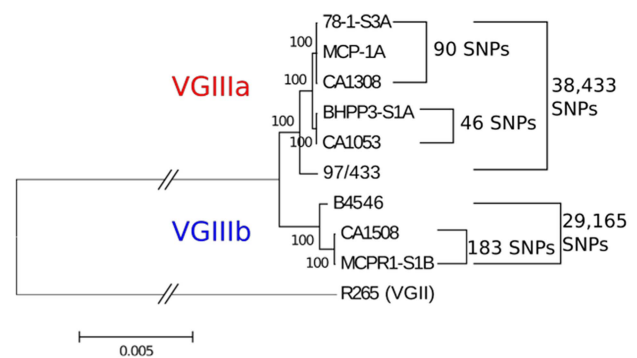 78-1-S3A
100
MCP-1A
90 SNPs
VGIIIa
100
CA1308
38,433
SNPs
BHPP3-S1A
100
46 SNPs
100
CA1053
97/433
B4546
VGIIIb
CA1508
29,165
SNPs
100
183 SNPs
100
MCPR1-S1B
R265 (VGII)
0.005